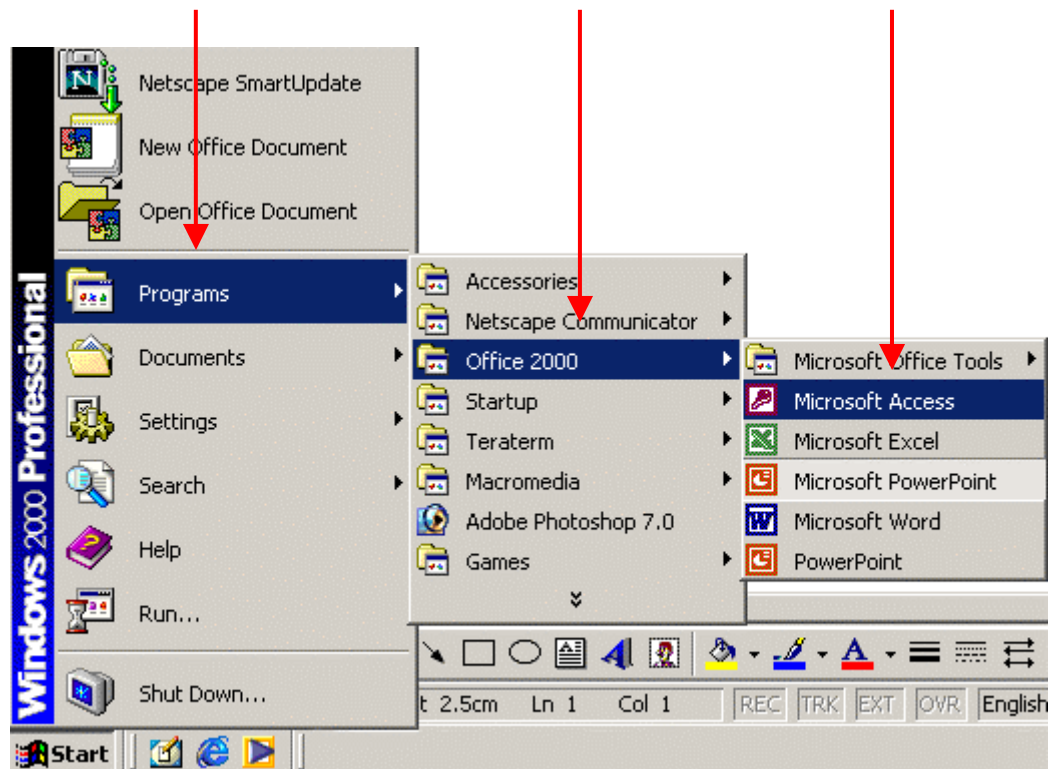 Netscape SmartUpdate
New Office Document
Open Office Document
Programs
Documents
Settings
Search
Help
Run...
Shut Down...
Windows 2000 Professional
Accessories
Netscape Communicator
Office 2000
Startup
Teraterm
Macromedia
Adobe Photoshop 7.0
Games
Microsoft Office Tools
Microsoft Access
Microsoft Excel
Microsoft PowerPoint
Microsoft Word
PowerPoint
t 2.5cm Ln 1 Col 1 REC TRK EXT OVR English
Start